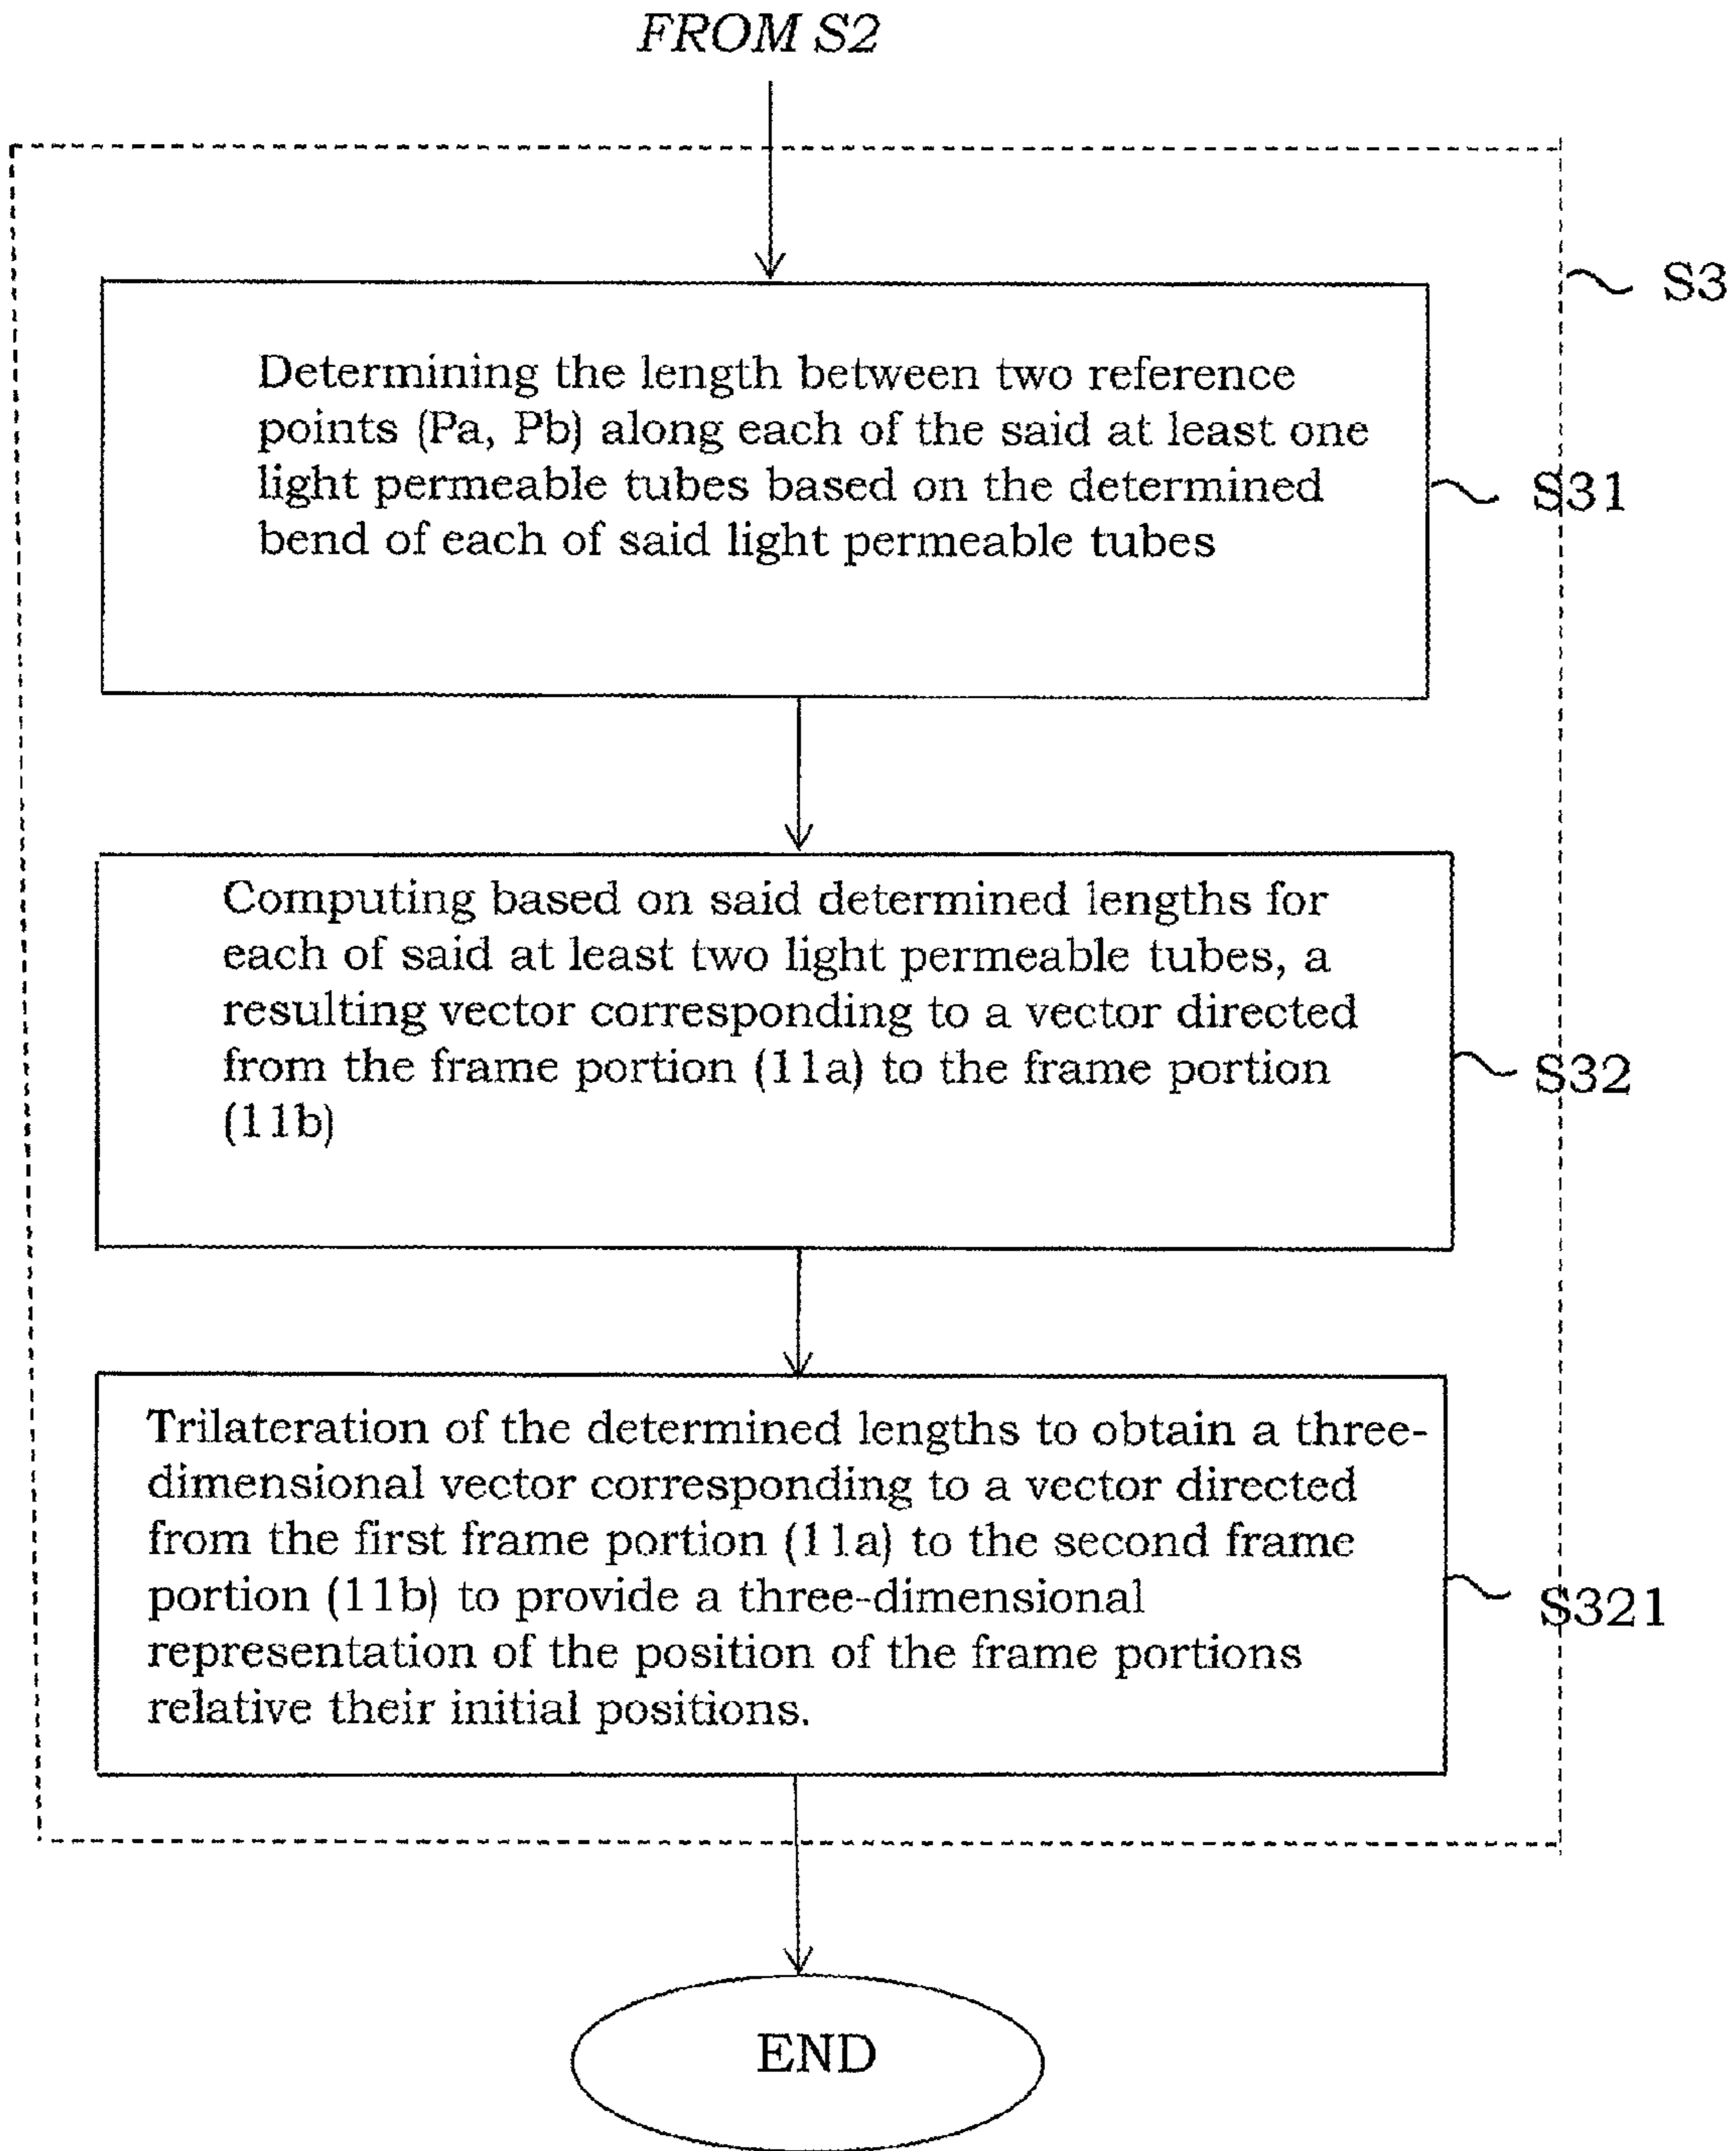 FROM S2
S3
Determining the length between two reference
points (Pa, Pb) along each of the said at least one
light permeable tubes based on the determined
bend of each of said light permeable tubes
S31
Computing based on said determined lengths for
each of said at least two light permeable tubes, a
resulting vector corresponding to a vector directed
from the frame portion (11a) to the frame portion
(11b)
S32
Trilateration of the determined lengths to obtain a three-
dimensional vector corresponding to a vector directed
from the first frame portion (11a) to the second frame
portion (11b) to provide a three-dimensional
representation of the position of the frame portions
relative their initial positions.
S321
END